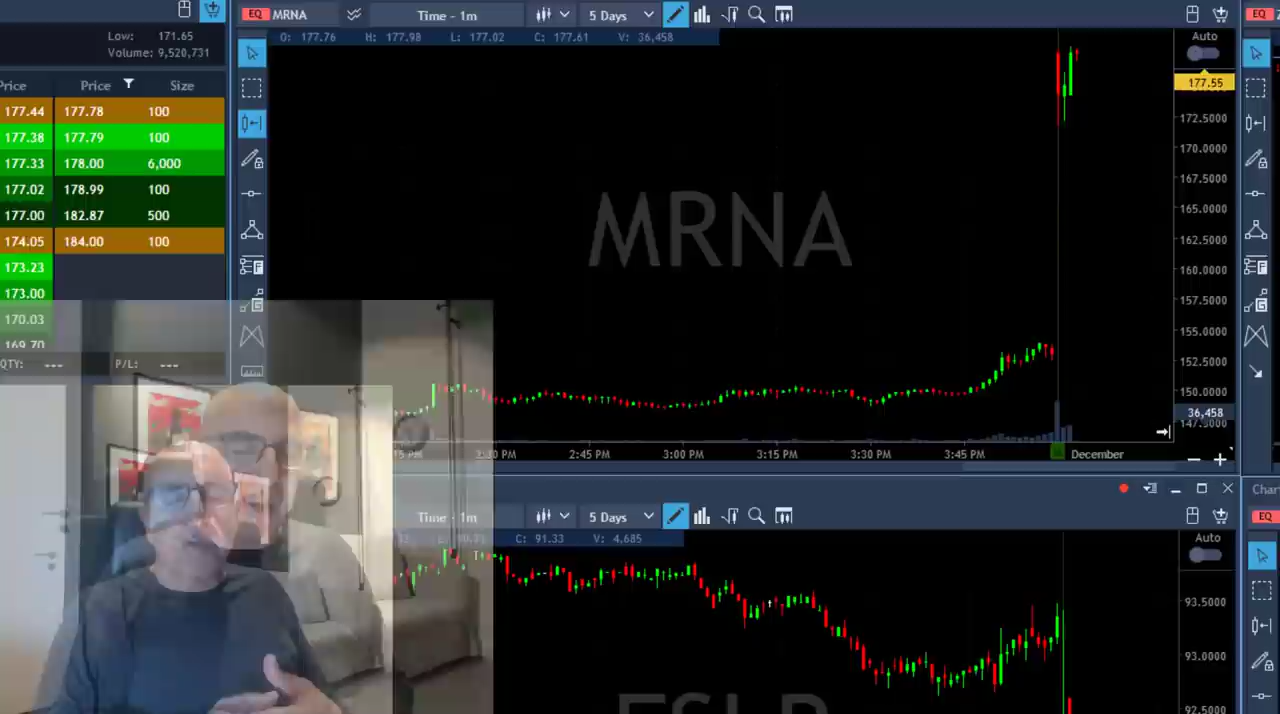 Low: 171.65
Volume: 9,520,731
Price Price Size
177.44 177.78 100
177.38 177.79 100
177.33 178.00 6,000
177.02 178.99 100
177.00 182.87 500
174.05 184.00 100
173.23
173.00
170.03
169.70
QTY: --- P/L: ---
EQ MRNA Time - 1m 5 Days
O: 177.76 H: 177.98 L: 177.02 C: 177.61 V: 36,458
MRNA
Auto
177.55
172.5000
170.0000
167.5000
165.0000
162.5000
160.0000
157.5000
155.0000
152.5000
150.0000
36,458
147.5000
2:30 PM 2:45 PM 3:00 PM 3:15 PM 3:30 PM 3:45 PM December
EQ
Char
EQ
Time - 1m 5 Days
C: 91.33 V: 4,685
Auto
93.5000
93.0000
92.5000